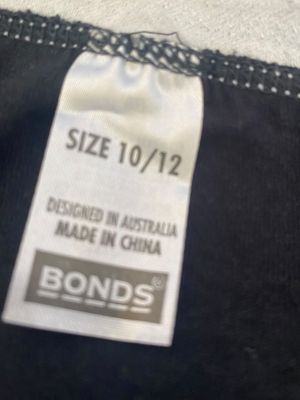 SIZE 10/12
DESIGNED IN AUSTRALIA
MADE IN CHINA
BONDS®